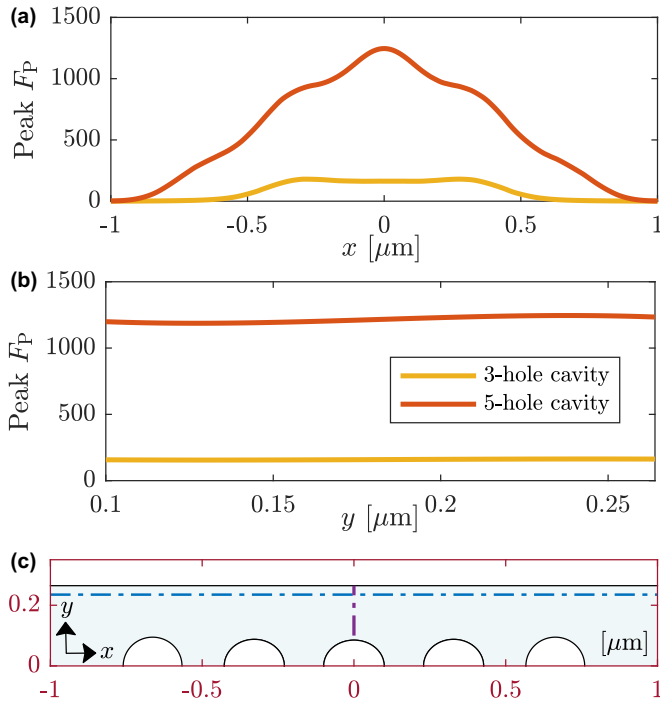 (a)
1500
1000
500
0
Peak F_P
-1 -0.5 0 0.5 1
x [μm]
(b)
1500
1000
500
0
Peak F_P
3-hole cavity
5-hole cavity
0.1 0.15 0.2 0.25
y [μm]
(c)
0.2
0
y
x
[μm]
-1 -0.5 0 0.5 1